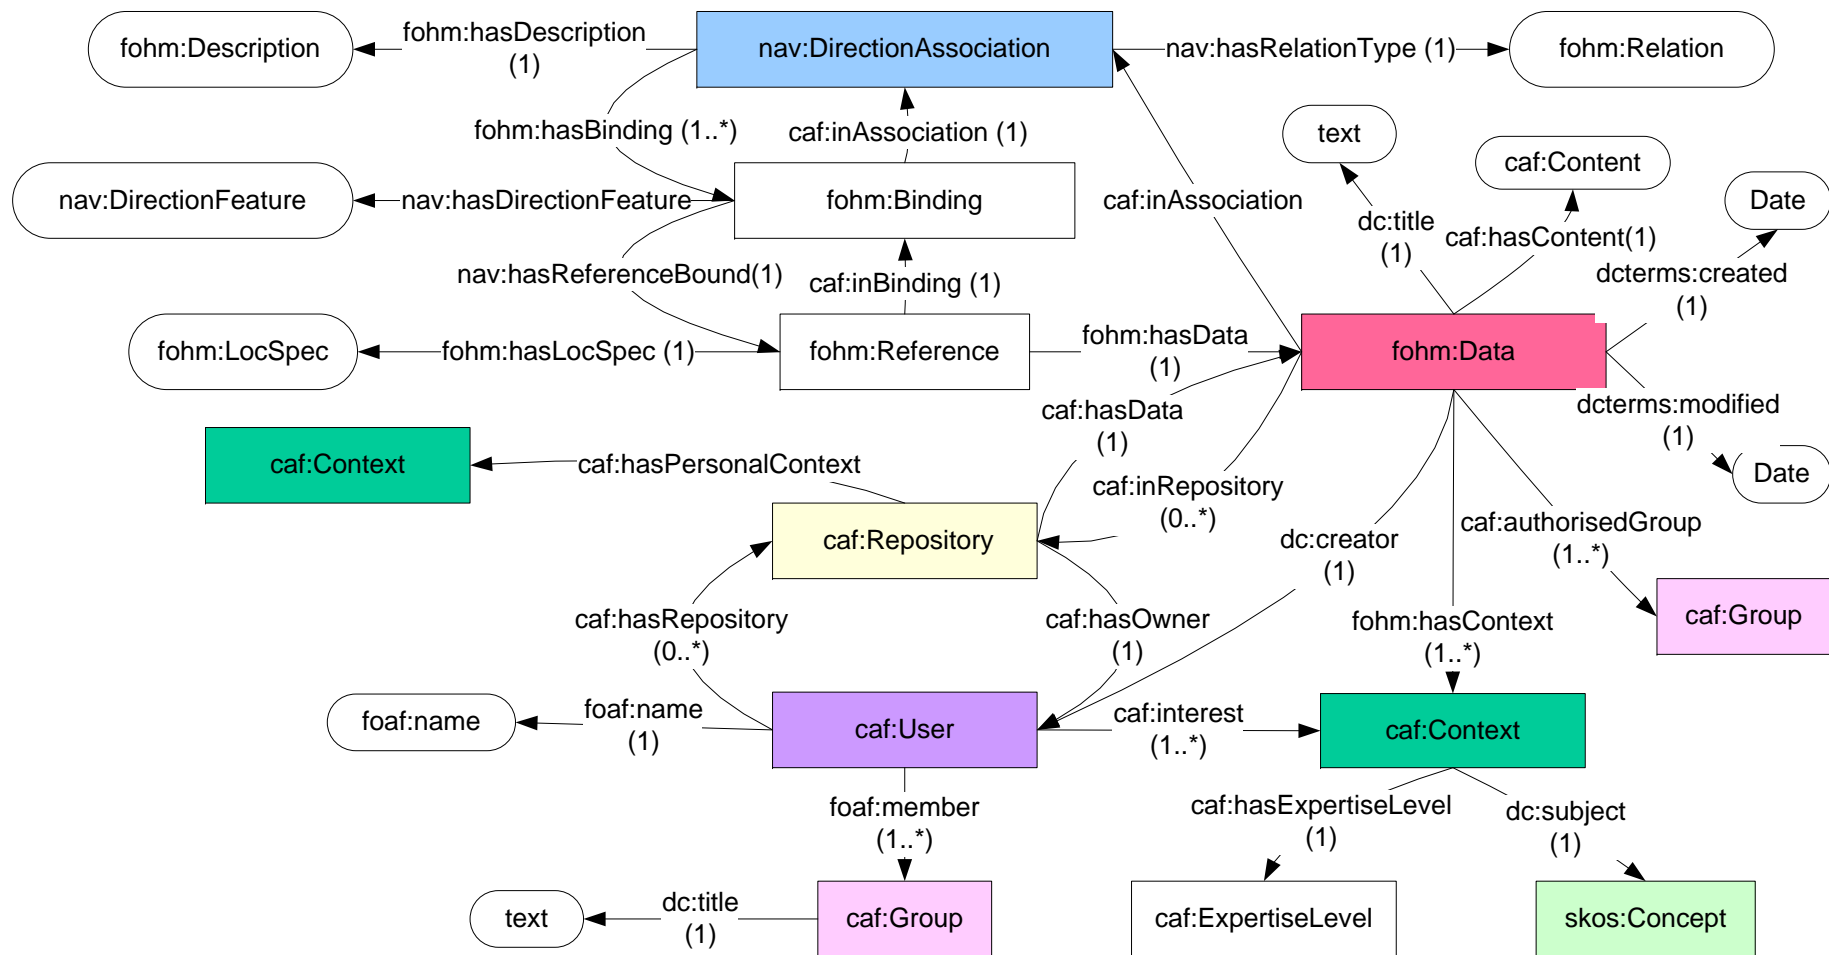 fohm:Description
fohm:hasDescription
(1)
nav:DirectionAssociation
nav:hasRelationType (1)
fohm:Relation
fohm:hasBinding (1..*)
caf:inAssociation (1)
text
caf:Content
nav:DirectionFeature
nav:hasDirectionFeature
fohm:Binding
caf:inAssociation
Date
dc:title
(1)
caf:hasContent(1)
nav:hasReferenceBound(1)
caf:inBinding (1)
dcterms:created
(1)
fohm:LocSpec
fohm:hasLocSpec (1)
fohm:Reference
fohm:hasData
(1)
fohm:Data
caf:hasData
(1)
dcterms:modified
(1)
caf:Context
caf:hasPersonalContext
caf:inRepository
(0..*)
Date
caf:Repository
dc:creator
(1)
caf:authorisedGroup
(1..*)
caf:hasRepository
(0..*)
caf:hasOwner
(1)
fohm:hasContext
(1..*)
caf:Group
foaf:name
foaf:name
(1)
caf:User
caf:interest
(1..*)
caf:Context
foaf:member
(1..*)
caf:hasExpertiseLevel
(1)
dc:subject
(1)
text
dc:title
(1)
caf:Group
caf:ExpertiseLevel
skos:Concept